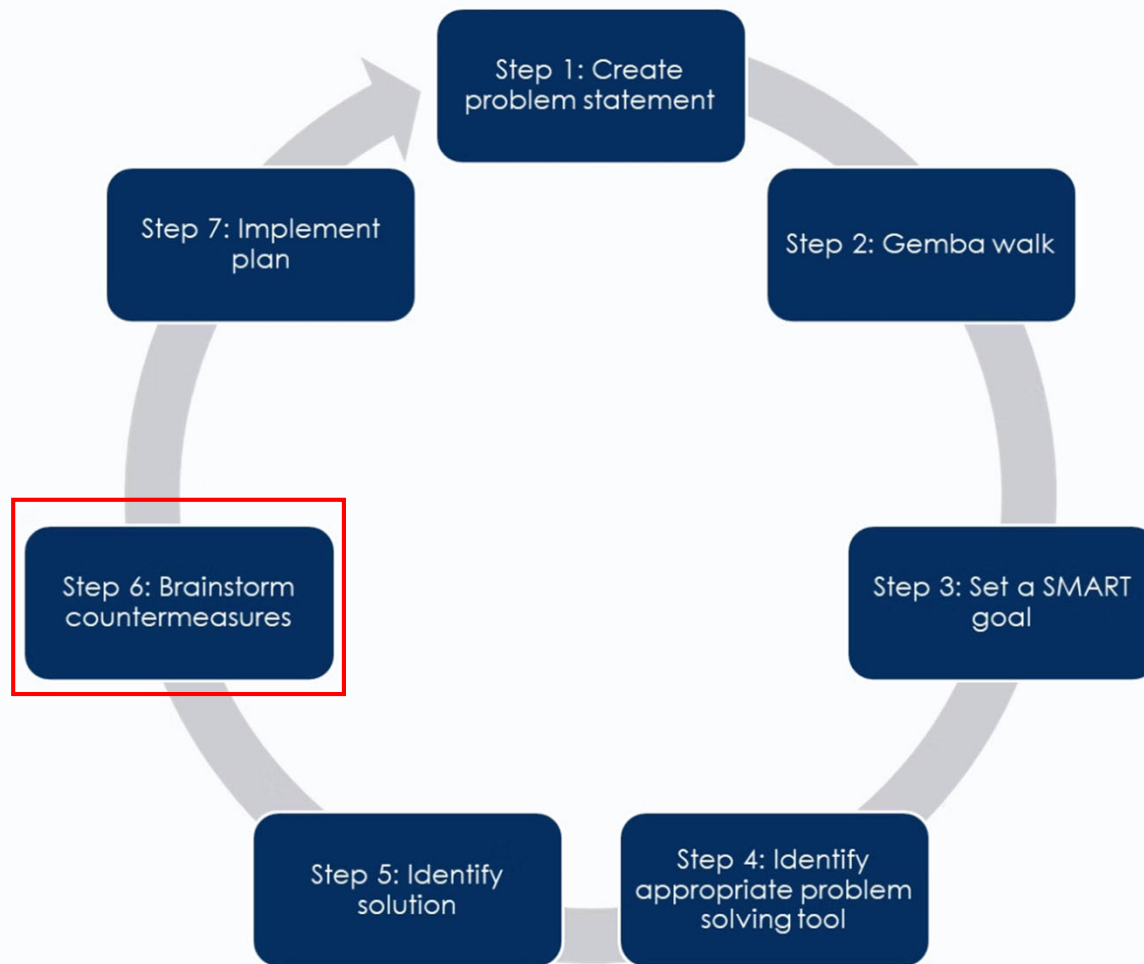 Step 1: Create
problem statement
Step 2: Gemba walk
Step 3: Set a SMART
goal
Step 4: Identify
appropriate problem
solving tool
Step 5: Identify
solution
Step 6: Brainstorm
countermeasures
Step 7: Implement
plan